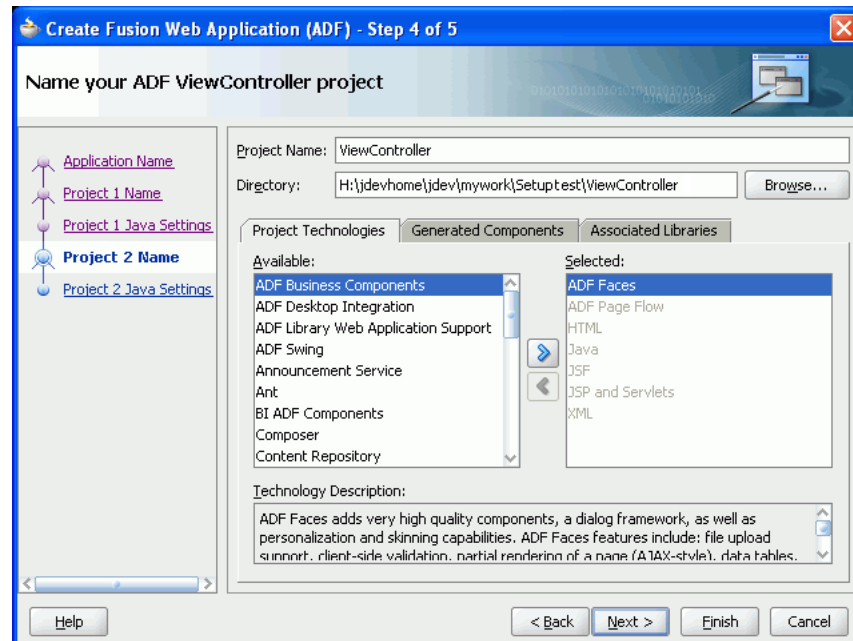 Create Fusion Web Application (ADF) - Step 4 of 5
Name your ADF ViewController project
Application Name
Project 1 Name
Project 1 Java Settings
Project 2 Name
Project 2 Java Settings
Project Name: ViewController
Directory: H:\jdevhome\jdev\mywork\Setuptest\ViewController Browse...
Project Technologies Generated Components Associated Libraries
Available:
ADF Business Components
ADF Desktop Integration
ADF Library Web Application Support
ADF Swing
Announcement Service
Ant
BI ADF Components
Composer
Content Repository
Selected:
ADF Faces
ADF Page Flow
HTML
Java
JSF
JSP and Servlets
XML
Technology Description:
ADF Faces adds very high quality components, a dialog framework, as well as
personalization and skinning capabilities. ADF Faces features include: file upload
support, client-side validation, partial rendering of a page (AJAX-style), data tables,
Help < Back Next > Finish Cancel